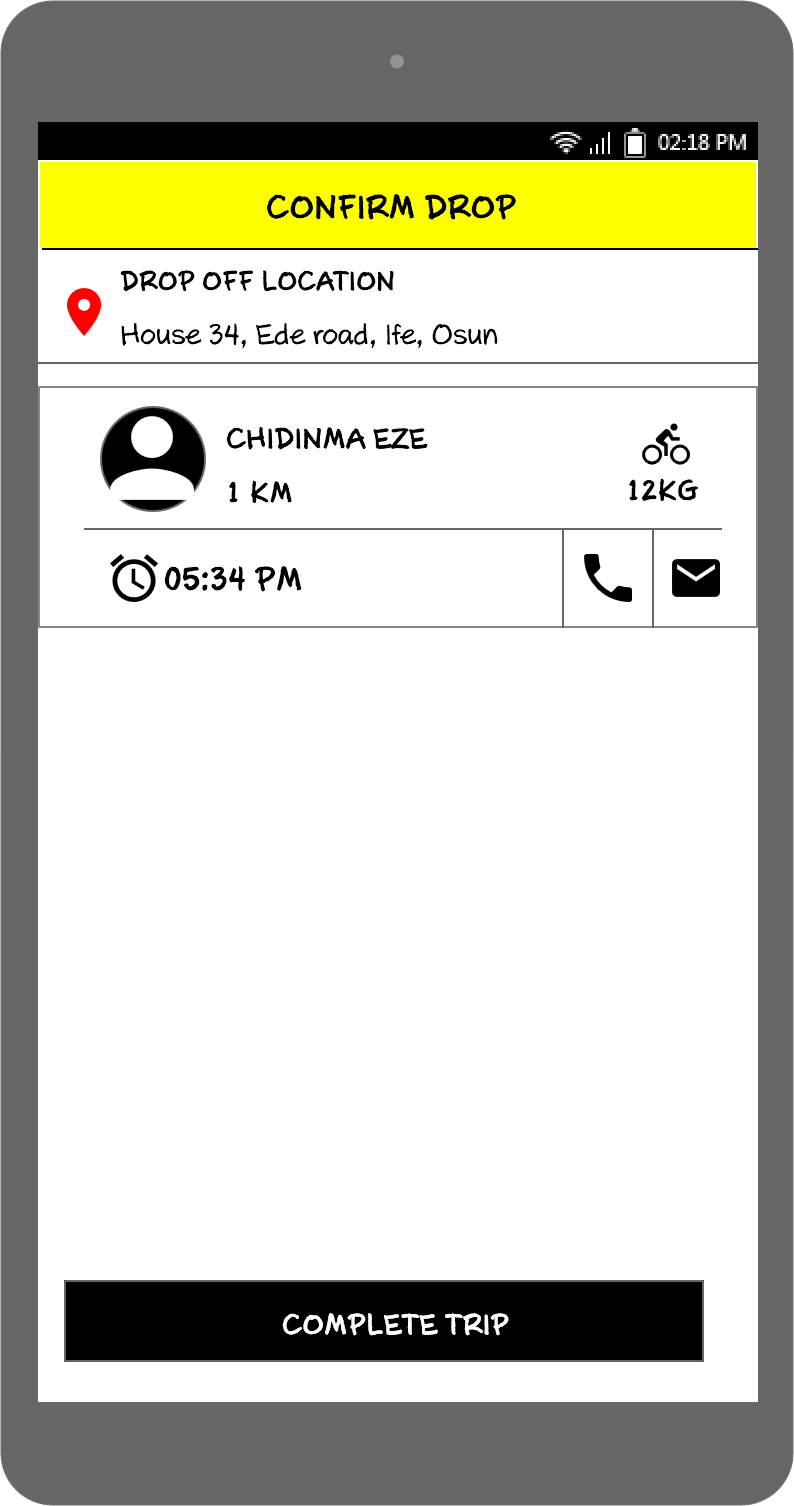 02:18 PM
CONFIRM DROP
DROP OFF LOCATION
House 34, Ede road, Ife, Osun
CHIDINMA EZE
1 KM
12KG
05:34 PM
COMPLETE TRIP